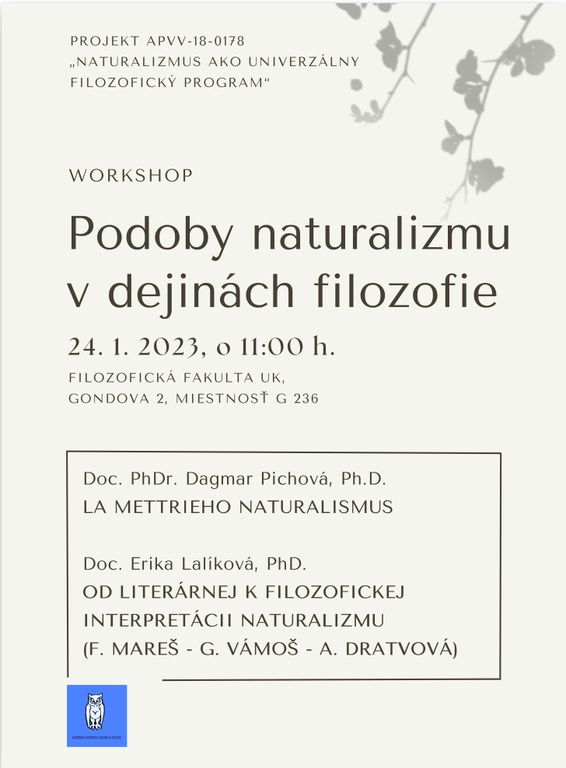 PROJEKT APVV-18-0178
„NATURALIZMUS AKO UNIVERZÁLNY
FILOZOFICKÝ PROGRAM“
WORKSHOP
Podoby naturalizmu
v dejinách filozofie
24. 1. 2023, o 11:00 h.
FILOZOFICKÁ FAKULTA UK,
GONDOVA 2, MIESTNOSŤ G 236
Doc. PhDr. Dagmar Pichová, Ph.D.
LA METTRIEHO NATURALISMUS
Doc. Erika Lalíková, PhD.
OD LITERÁRNEJ K FILOZOFICKEJ
INTERPRETÁCII NATURALIZMU
(F. MAREŠ - G. VÁMOŠ - A. DRATVOVÁ)